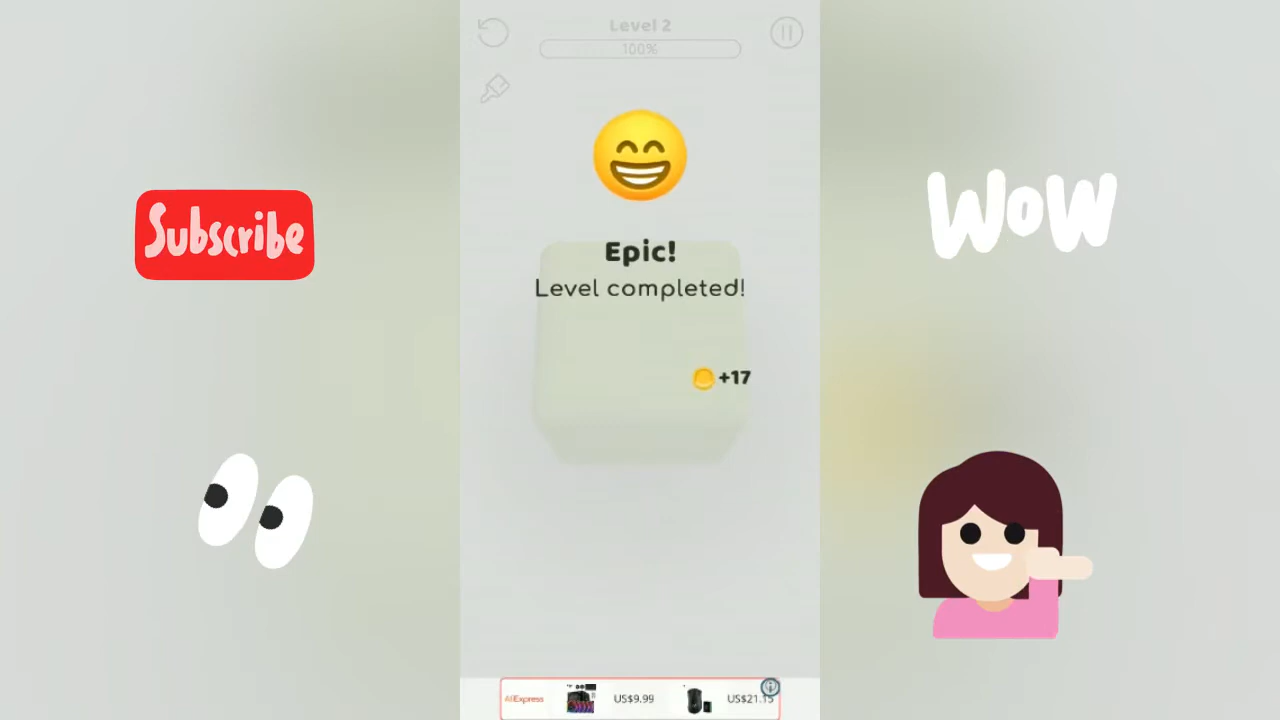 Level 2
100%
Subscribe
WOW
Epic!
Level completed!
+17
AliExpress
US$9.99
US$21.15